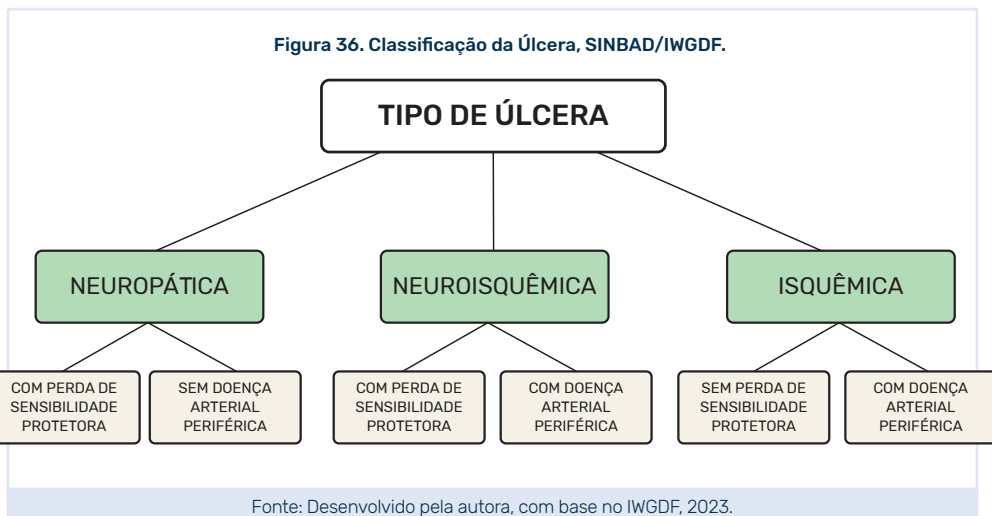 Figura 36. Classificação da Úlcera, SINBAD/IWGDF.
TIPO DE ÚLCERA
NEUROPÁTICA
NEUROISQUÊMICA
ISQUÊMICA
COM PERDA DE
SENSIBILIDADE
PROTETORA
SEM DOENÇA
ARTERIAL
PERIFÉRICA
COM PERDA DE
SENSIBILIDADE
PROTETORA
COM DOENÇA
ARTERIAL
PERIFÉRICA
SEM PERDA DE
SENSIBILIDADE
PROTETORA
COM DOENÇA
ARTERIAL
PERIFÉRICA
Fonte: Desenvolvido pela autora, com base no IWGDF, 2023.